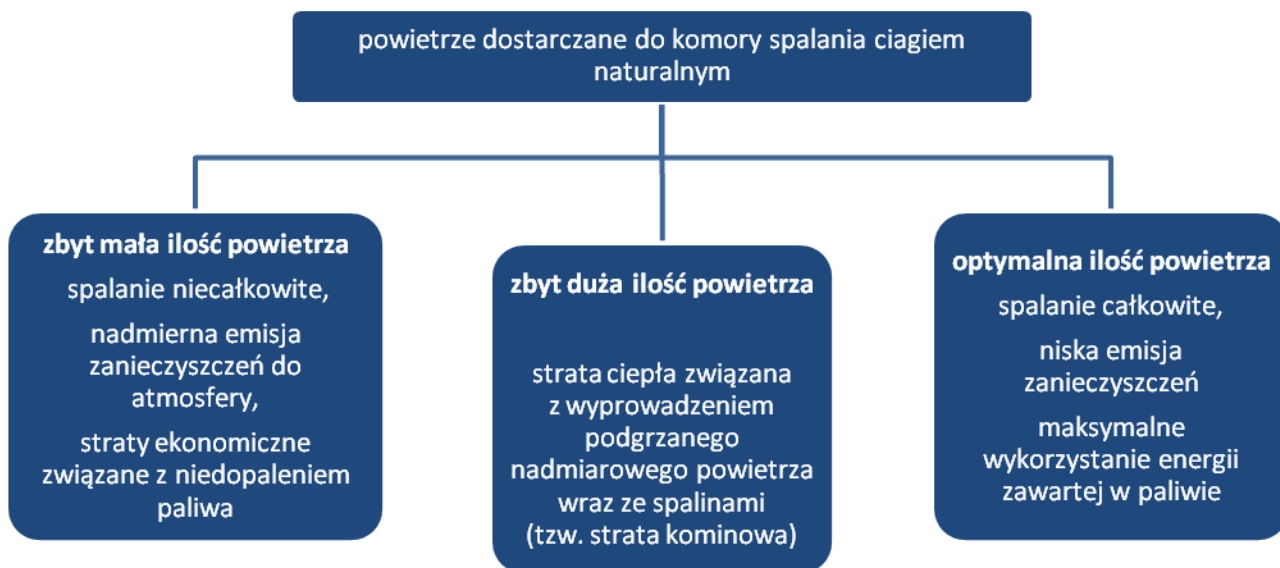 powietrze dostarczane do komory spalania ciagiem
naturalnym
zbyt mała ilość powietrza
spalanie niecałkowite,
nadmierna emisja
zanieczyszczeń do
atmosfery,
straty ekonomiczne
związane z niedopaleniem
paliwa
zbyt duża ilość powietrza
strata ciepła związana
z wyprowadzeniem
podgrzanego
nadmiarowego powietrza
wraz ze spalinami
(tzw. strata kominowa)
optymalna ilość powietrza
spalanie całkowite,
niska emisja
zanieczyszczeń
maksymalne
wykorzystanie energii
zawartej w paliwie